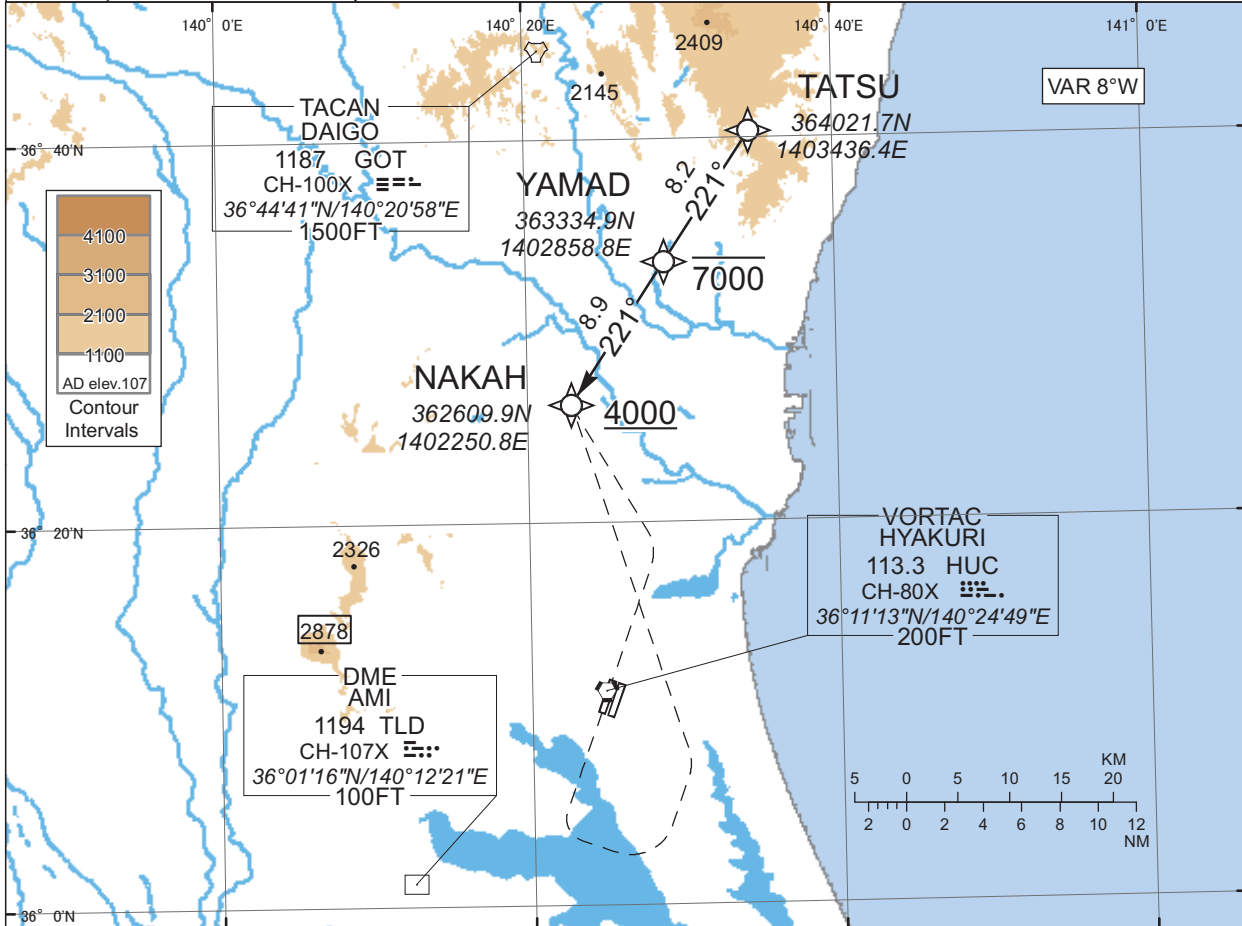 140° 0'E
140° 20'E
140° 40'E
141° 0'E
2409
2145
VAR 8°W
TATSU
364021.7N
1403436.4E
TACAN
DAIGO
1187 GOT
CH-100X
36°44'41"N/140°20'58"E
1500FT
36° 40'N
8.2
221°
YAMAD
363334.9N
1402858.8E
7000
4100
3100
2100
1100
AD elev.107
Contour
Intervals
8.9
221°
NAKAH
362609.9N
1402250.8E
4000
36° 20'N
2326
2878
VORTAC
HYAKURI
113.3 HUC
CH-80X
36°11'13"N/140°24'49"E
200FT
DME
AMI
1194 TLD
CH-107X
36°01'16"N/140°12'21"E
100FT
KM
5 0 5 10 15 20
2 0 2 4 6 8 10 12
NM
36° 0'N